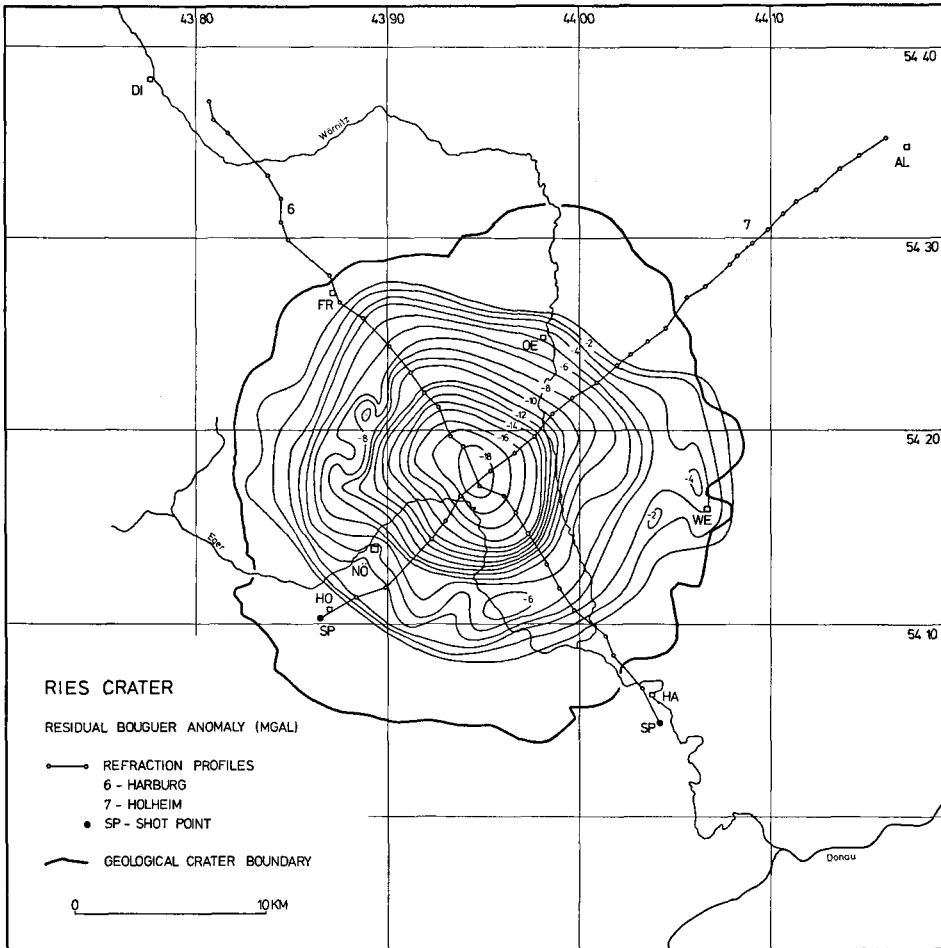 43 80
43 90
44 00
44 10
54 40
DI
Wörnitz
AL
6
7
54 30
FR
OE
-2
-4
-6
-8
-10
-12
-14
-16
-18
-8
54 20
-4
-2
WE
Eger
NÖ
HO
SP
-6
54 10
HA
SP
RIES CRATER
RESIDUAL BOUGUER ANOMALY (MGAL)
REFRACTION PROFILES
6 - HARBURG
7 - HOLHEIM
SP - SHOT POINT
GEOLOGICAL CRATER BOUNDARY
Donau
0 10 KM